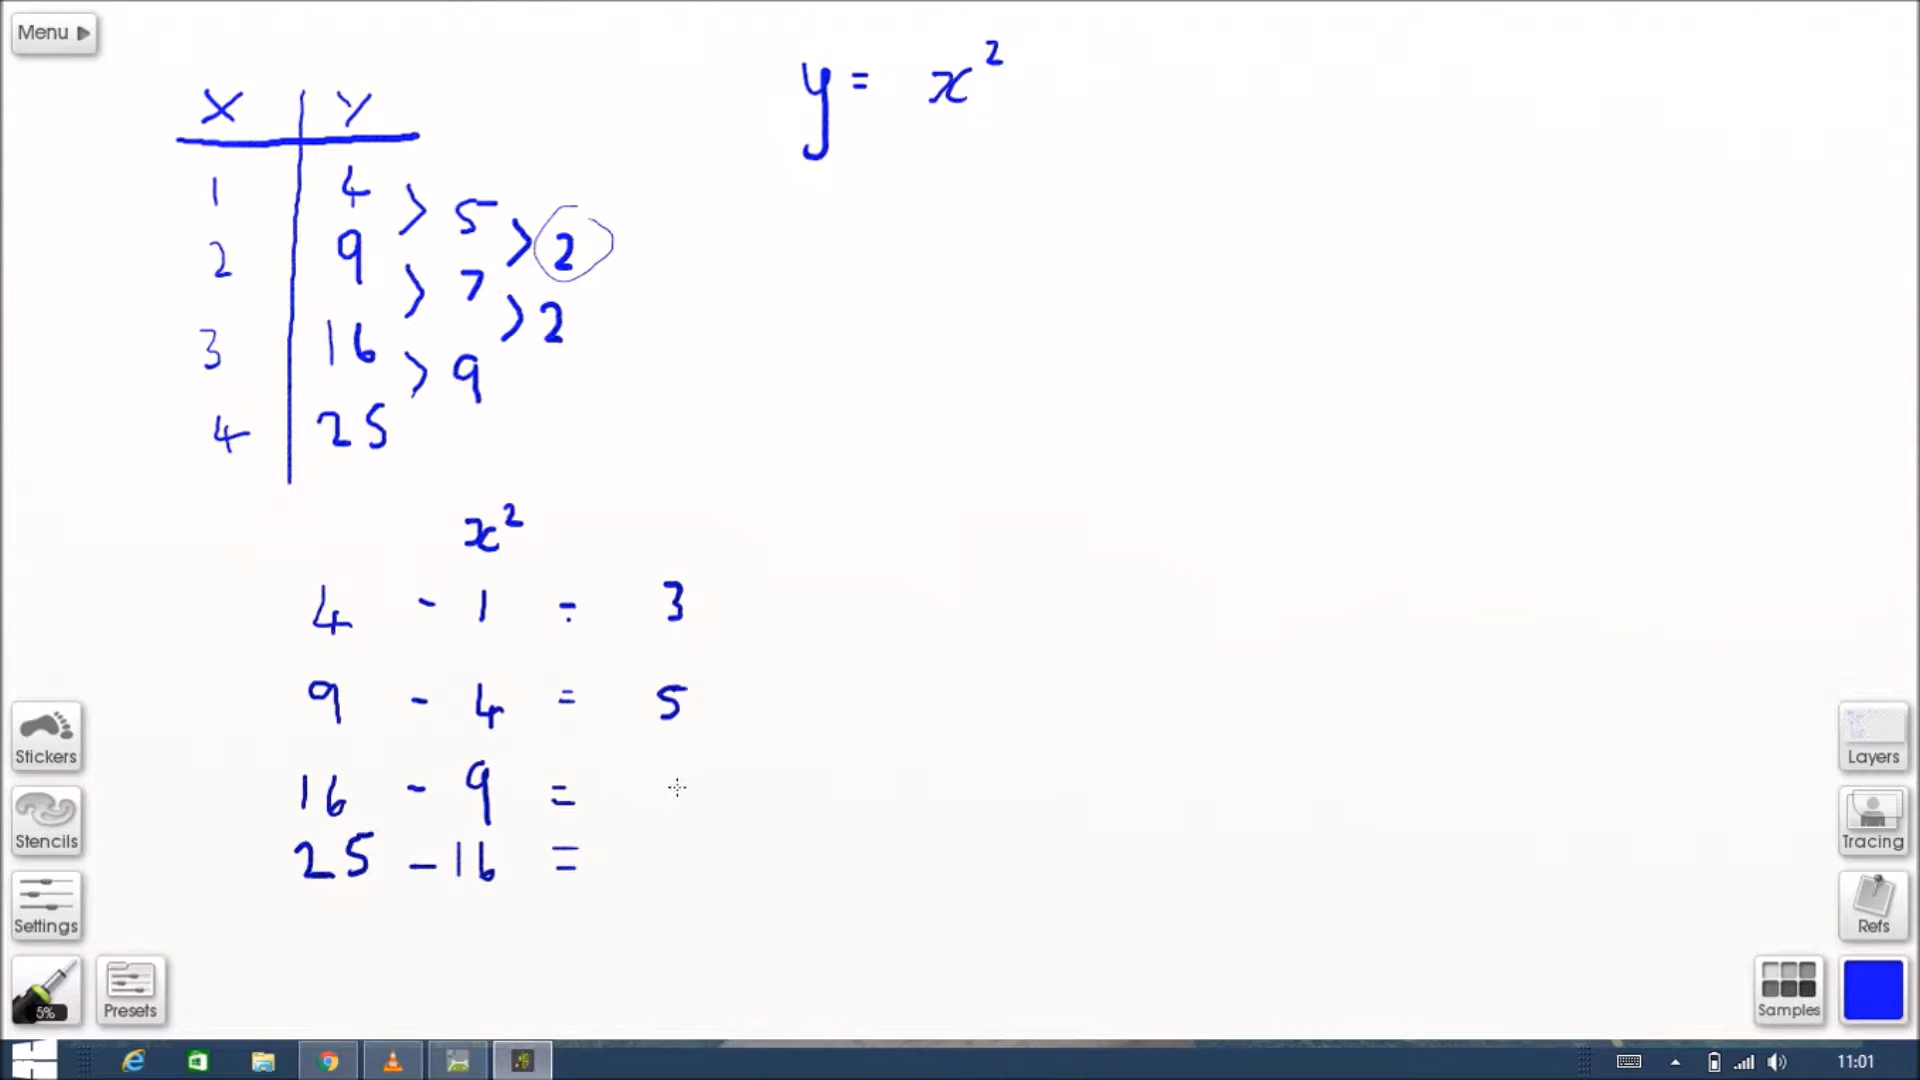 Menu
y = x²
X Y
1 4
> 5
> 2
2 9
> 7
> 2
3 16
> 9
4 25
x²
4 - 1 = 3
9 - 4 = 5
16 - 9 =
25 - 16 =
Stickers
Stencils
Settings
5%
Presets
Layers
Tracing
Refs
Samples
11:01